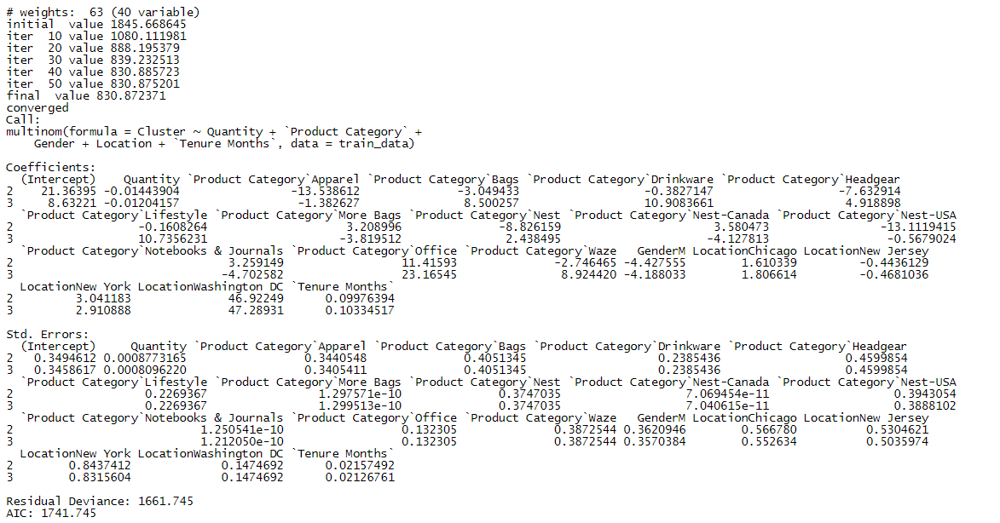 # weights:  63 (40 variable)
initial  value 1845.668645
iter  10 value 1080.111981
iter  20 value 888.195379
iter  30 value 839.232513
iter  40 value 830.885723
iter  50 value 830.875201
final  value 830.872371
converged
Call:
multinom(formula = Cluster ~ Quantity + `Product Category` +
    Gender + Location + `Tenure Months`, data = train_data)
Coefficients:
  (Intercept)    Quantity `Product Category`Apparel `Product Category`Bags `Product Category`Drinkware `Product Category`Headgear
2    21.36395 -0.01443904                -13.538612              -3.049433                  -0.3827147                  -7.632914
3     8.63221 -0.01204157                 -1.382627               8.500257                  10.9083661                   4.918898
  `Product Category`Lifestyle `Product Category`More Bags `Product Category`Nest `Product Category`Nest-Canada `Product Category`Nest-USA
2                  -0.1608264                    3.208996              -8.826159                      3.580473                -13.1119415
3                  10.7356231                   -3.819512               2.438495                     -4.127813                 -0.5679024
  `Product Category`Notebooks & Journals `Product Category`Office `Product Category`Waze   GenderM LocationChicago LocationNew Jersey
2                               3.259149                 11.41593              -2.746465 -4.427555        1.610339         -0.4436129
3                              -4.702582                 23.16545               8.924420 -4.188033        1.806614         -0.4681036
  LocationNew York LocationWashington DC `Tenure Months`
2         3.041183              46.92249      0.09976394
3         2.910888              47.28931      0.10334517
Std. Errors:
  (Intercept)     Quantity `Product Category`Apparel `Product Category`Bags `Product Category`Drinkware `Product Category`Headgear
2   0.3494612 0.0008773165                 0.3440548              0.4051345                   0.2385436                  0.4599854
3   0.3458617 0.0008096220                 0.3405411              0.4051345                   0.2385436                  0.4599854
  `Product Category`Lifestyle `Product Category`More Bags `Product Category`Nest `Product Category`Nest-Canada `Product Category`Nest-USA
2                   0.2269367                1.297571e-10              0.3747035                  7.069454e-11                  0.3943054
3                   0.2269367                1.299513e-10              0.3747035                  7.040615e-11                  0.3888102
  `Product Category`Notebooks & Journals `Product Category`Office `Product Category`Waze   GenderM LocationChicago LocationNew Jersey
2                           1.250541e-10                 0.132305              0.3872544 0.3620946        0.566780          0.5304621
3                           1.212050e-10                 0.132305              0.3872544 0.3570384        0.552634          0.5035974
  LocationNew York LocationWashington DC `Tenure Months`
2        0.8437412             0.1474692      0.02157492
3        0.8315604             0.1474692      0.02126761
Residual Deviance: 1661.745
AIC: 1741.745